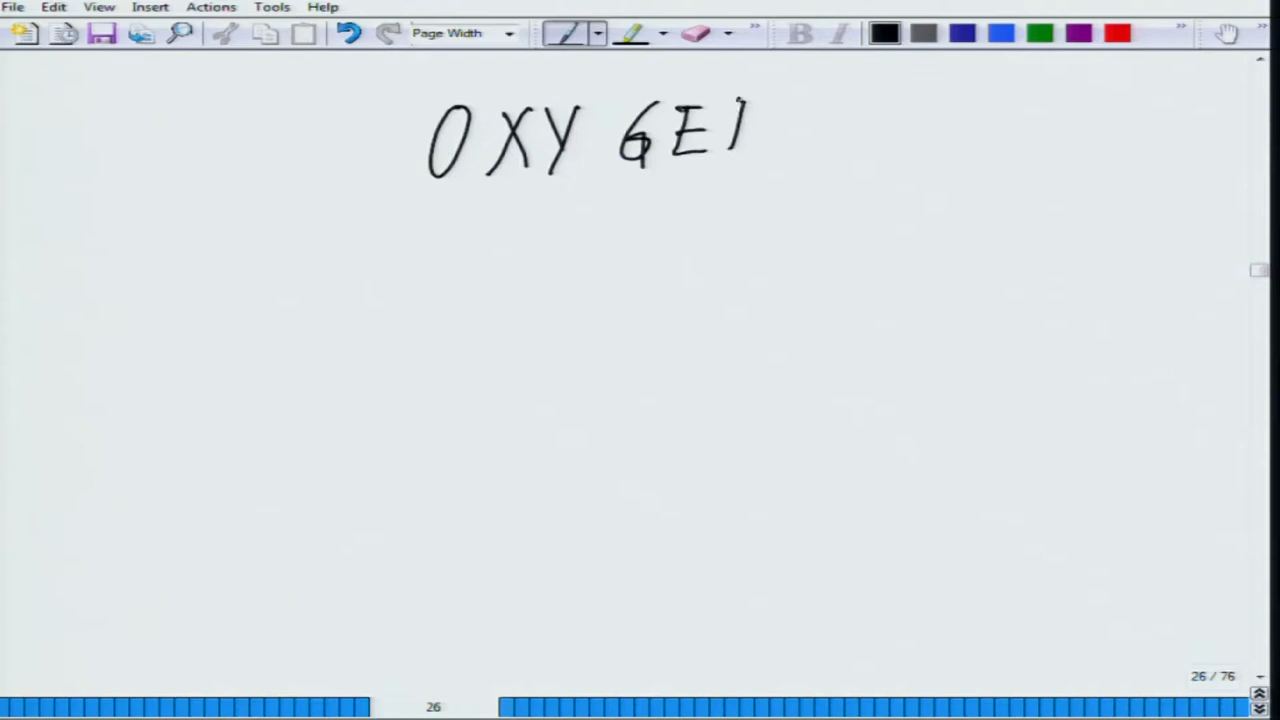 File Edit View Insert Actions Tools Help
Page Width B I
OXY GE
26 / 76
26